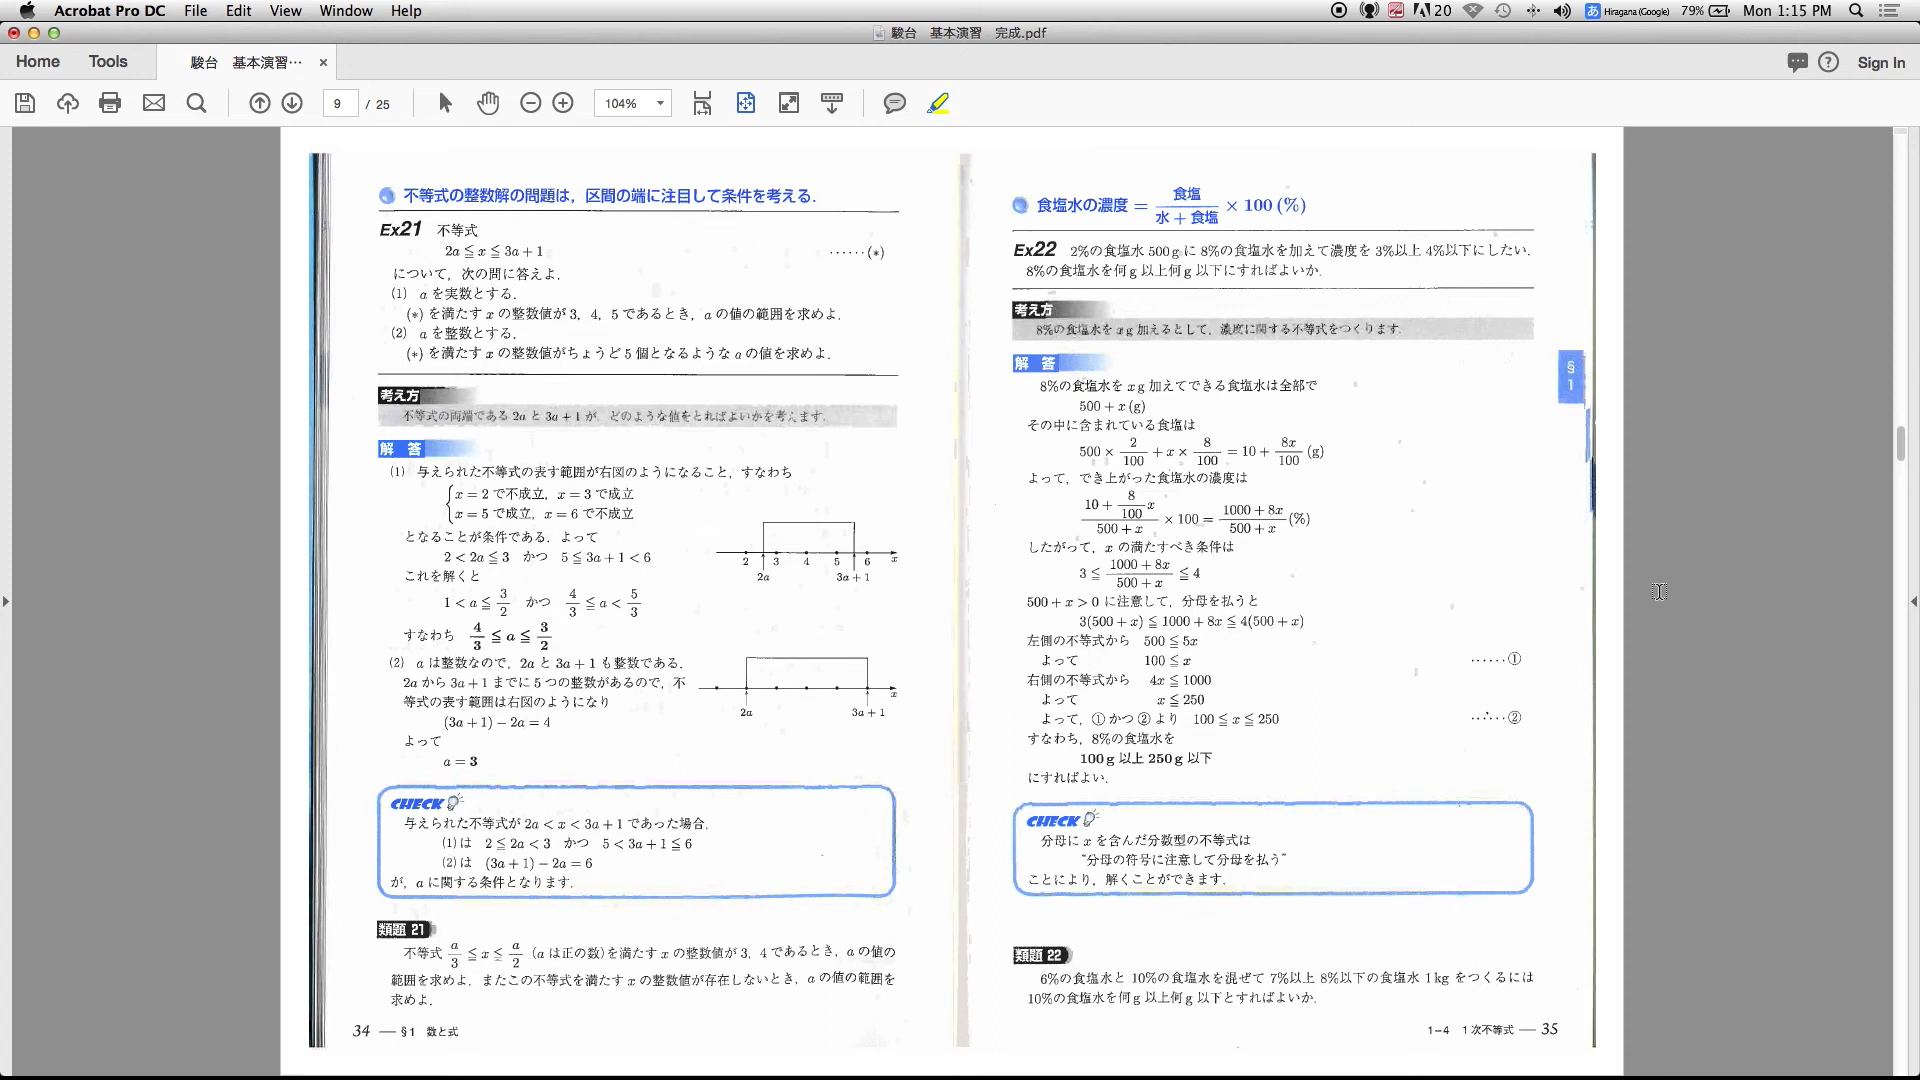 Acrobat Pro DC File Edit View Window Help
20 あ Hiragana (Google) 79% Mon 1:15 PM
駿台　基本演習　完成.pdf
Home Tools 駿台　基本演習… × Sign In
9 / 25 104%
不等式の整数解の問題は，区間の端に注目して条件を考える．
Ex21 不等式
2a ≦ x ≦ 3a + 1 ……(∗)
について，次の問に答えよ．
(1) a を実数とする．
(∗) を満たす x の整数値が 3，4，5 であるとき，a の値の範囲を求めよ．
(2) a を整数とする．
(∗) を満たす x の整数値がちょうど 5 個となるような a の値を求めよ．
考え方
不等式の両端である 2a と 3a + 1 が，どのような値をとればよいかを考えます．
解 答
(1) 与えられた不等式の表す範囲が右図のようになること，すなわち
x = 2 で不成立，x = 3 で成立
x = 5 で成立，x = 6 で不成立
となることが条件である．よって
2 < 2a ≦ 3　かつ　5 ≦ 3a + 1 < 6
これを解くと
1 < a ≦ 3/2　かつ　4/3 ≦ a < 5/3
すなわち　4/3 ≦ a ≦ 3/2
2 3 4 5 6 x
2a 3a + 1
(2) a は整数なので，2a と 3a + 1 も整数である．
2a から 3a + 1 までに 5 つの整数があるので，不
等式の表す範囲は右図のようになり
(3a + 1) − 2a = 4
よって
a = 3
x
2a 3a + 1
CHECK
与えられた不等式が 2a < x < 3a + 1 であった場合，
(1) は　2 ≦ 2a < 3　かつ　5 < 3a + 1 ≦ 6
(2) は　(3a + 1) − 2a = 6
が，a に関する条件となります．
類題 21
不等式 a/3 ≦ x ≦ a/2 (a は正の数) を満たす x の整数値が 3，4 であるとき，a の値の
範囲を求めよ．またこの不等式を満たす x の整数値が存在しないとき，a の値の範囲を
求めよ．
34 — §1 数と式
食塩水の濃度 = 食塩/水 + 食塩 × 100 (%)
Ex22 2%の食塩水 500 g に 8%の食塩水を加えて濃度を 3%以上 4%以下にしたい．
8%の食塩水を何 g 以上何 g 以下にすればよいか．
考え方
8%の食塩水を x g 加えるとして，濃度に関する不等式をつくります．
解 答
8%の食塩水を x g 加えてできる食塩水は全部で
500 + x (g)
その中に含まれている食塩は
500 × 2/100 + x × 8/100 = 10 + 8x/100 (g)
よって，でき上がった食塩水の濃度は
(10 + 8/100 x)/(500 + x) × 100 = (1000 + 8x)/(500 + x) (%)
したがって，x の満たすべき条件は
3 ≦ (1000 + 8x)/(500 + x) ≦ 4
500 + x > 0 に注意して，分母を払うと
3(500 + x) ≦ 1000 + 8x ≦ 4(500 + x)
左側の不等式から　500 ≦ 5x
よって　100 ≦ x ……①
右側の不等式から　4x ≦ 1000
よって　x ≦ 250
よって，① かつ ② より　100 ≦ x ≦ 250 ……②
すなわち，8%の食塩水を
100 g 以上 250 g 以下
にすればよい．
CHECK
分母に x を含んだ分数型の不等式は
“分母の符号に注意して分母を払う”
ことにより，解くことができます．
類題 22
6%の食塩水と 10%の食塩水を混ぜて 7%以上 8%以下の食塩水 1 kg をつくるには
10%の食塩水を何 g 以上何 g 以下とすればよいか．
1−4　1 次不等式 — 35
§
1